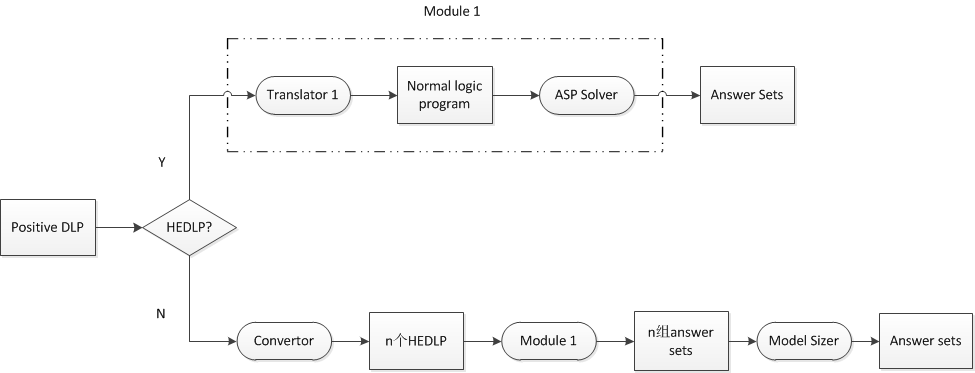 Module 1
Translator 1
Normal logic
program
ASP Solver
Answer Sets
Y
Positive DLP
HEDLP?
N
Convertor
n个HEDLP
Module 1
n组answer
sets
Model Sizer
Answer sets